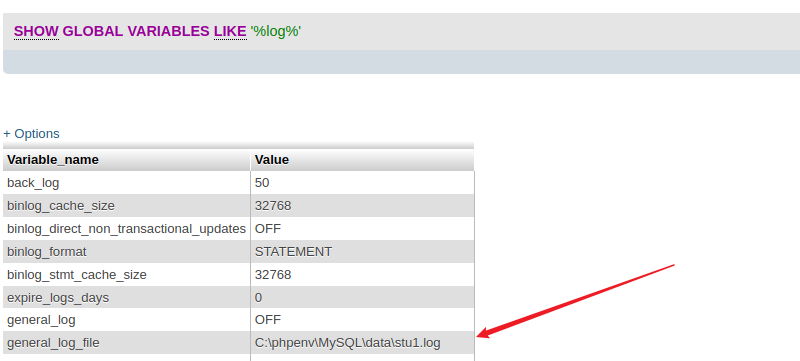 SHOW GLOBAL VARIABLES LIKE '%log%'
+ Options
Variable_name Value
back_log 50
binlog_cache_size 32768
binlog_direct_non_transactional_updates OFF
binlog_format STATEMENT
binlog_stmt_cache_size 32768
expire_logs_days 0
general_log OFF
general_log_file C:\phpenv\MySQL\data\stu1.log